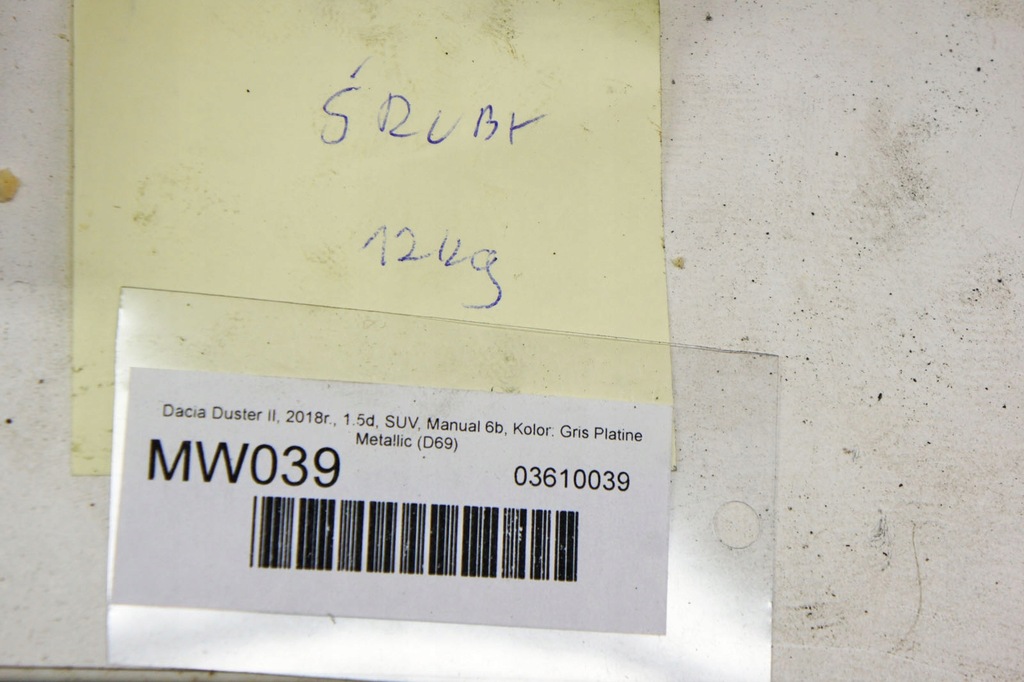 ŚRUBY
12kg
Dacia Duster II, 2018r., 1.5d, SUV, Manual 6b, Kolor: Gris Platine
Metallic (D69)
MW039 03610039